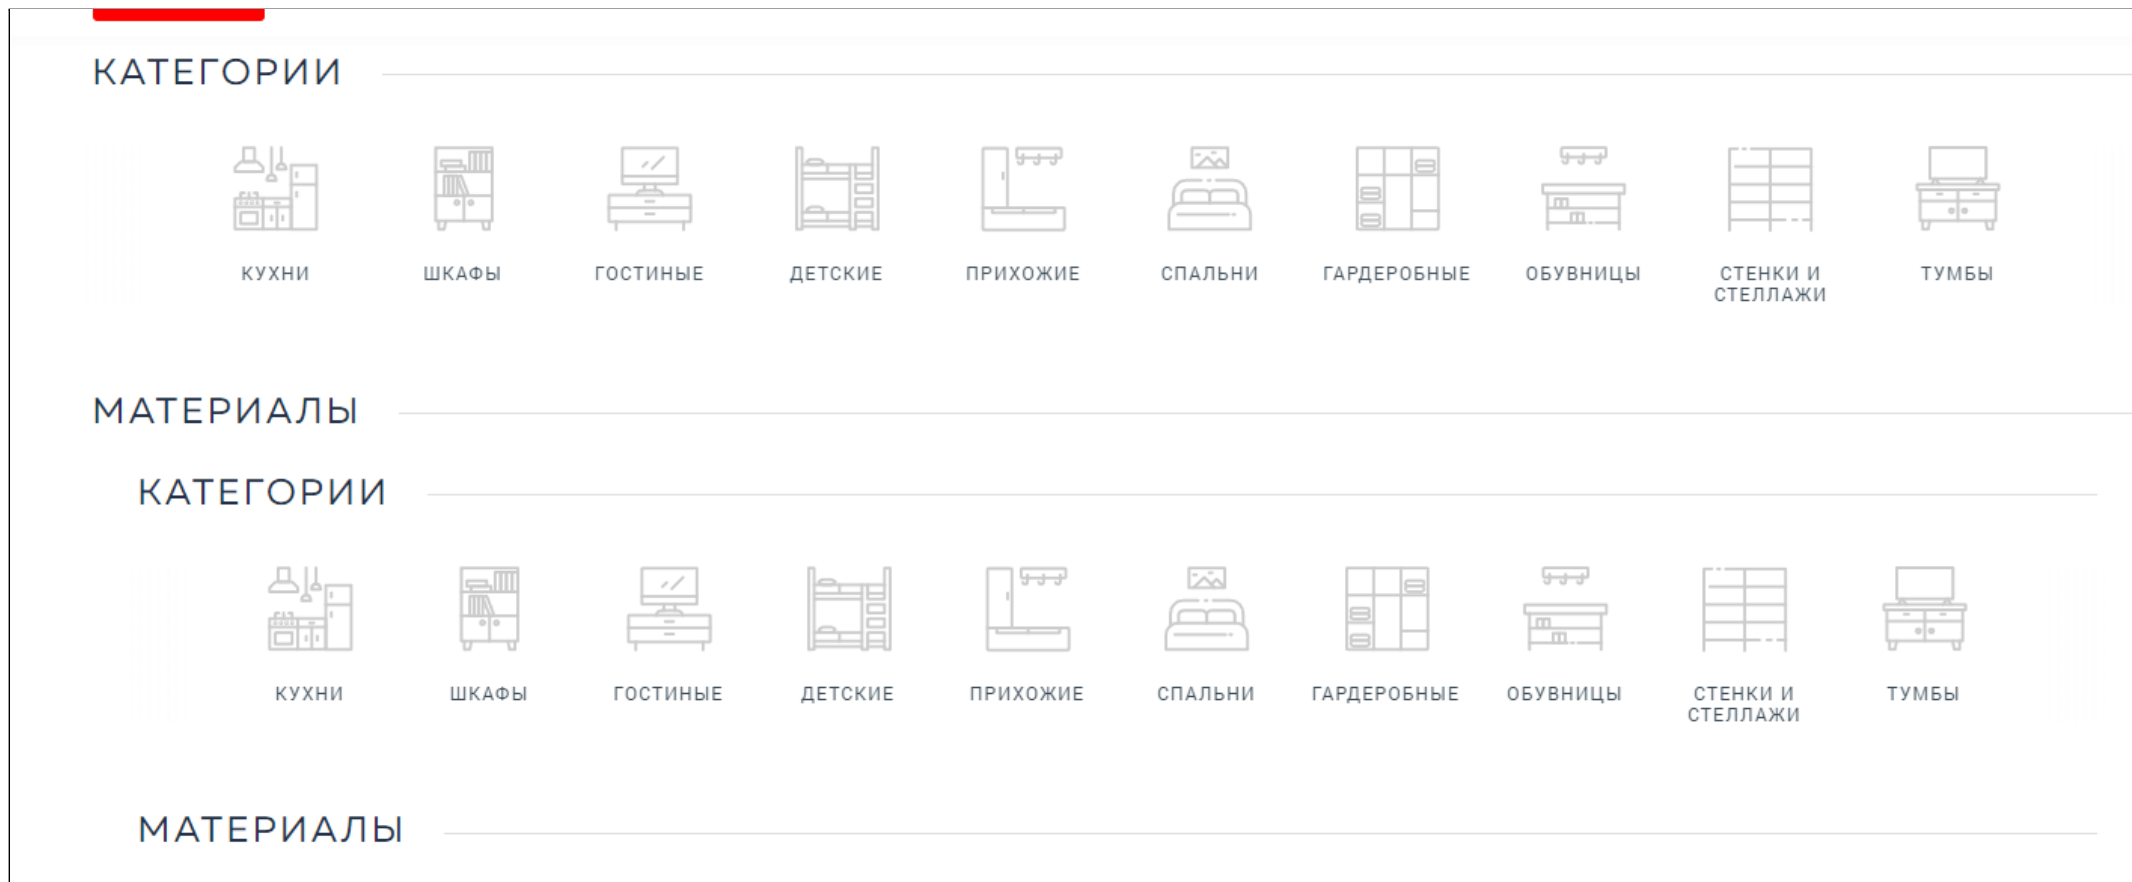 КАТЕГОРИИ
КУХНИ ШКАФЫ ГОСТИНЫЕ ДЕТСКИЕ ПРИХОЖИЕ СПАЛЬНИ ГАРДЕРОБНЫЕ ОБУВНИЦЫ СТЕНКИ И ТУМБЫ
СТЕЛЛАЖИ
МАТЕРИАЛЫ
КАТЕГОРИИ
КУХНИ ШКАФЫ ГОСТИНЫЕ ДЕТСКИЕ ПРИХОЖИЕ СПАЛЬНИ ГАРДЕРОБНЫЕ ОБУВНИЦЫ СТЕНКИ И ТУМБЫ
СТЕЛЛАЖИ
МАТЕРИАЛЫ